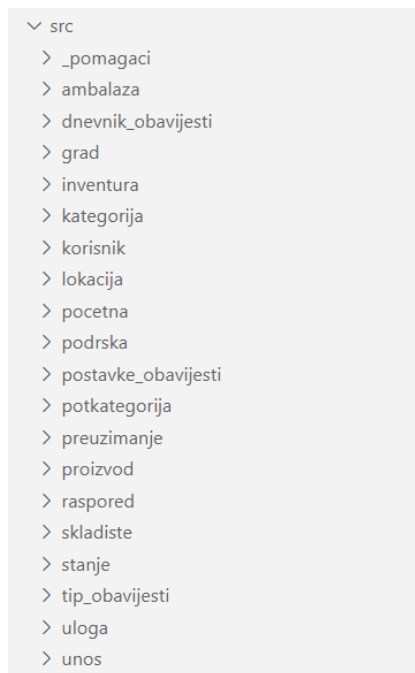 src
_pomagaci
ambalaza
dnevnik_obavijesti
grad
inventura
kategorija
korisnik
lokacija
pocetna
podrska
postavke_obavijesti
potkategorija
preuzimanje
proizvod
raspored
skladiste
stanje
tip_obavijesti
uloga
unos